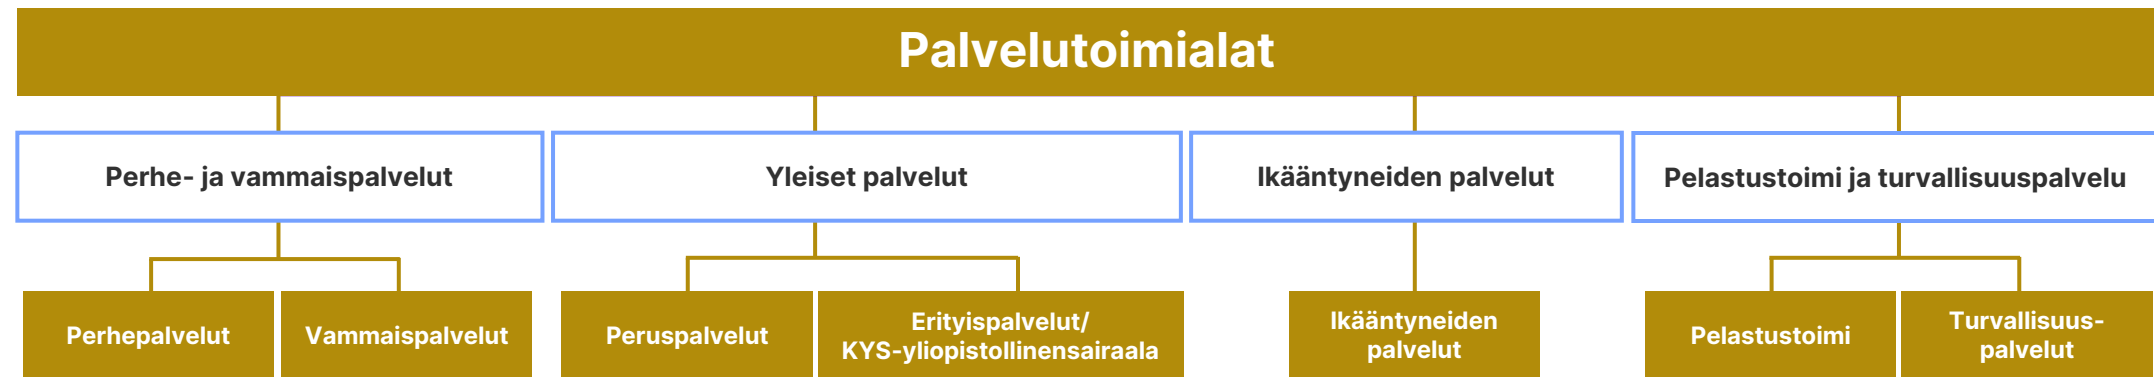 Palvelutoimialat
Perhe- ja vammaispalvelut
Yleiset palvelut
Ikääntyneiden palvelut
Pelastustoimi ja turvallisuuspalvelu
Perhepalvelut
Vammaispalvelut
Peruspalvelut
Erityispalvelut/
KYS-yliopistollinensairaala
Ikääntyneiden
palvelut
Pelastustoimi
Turvallisuus-
palvelut